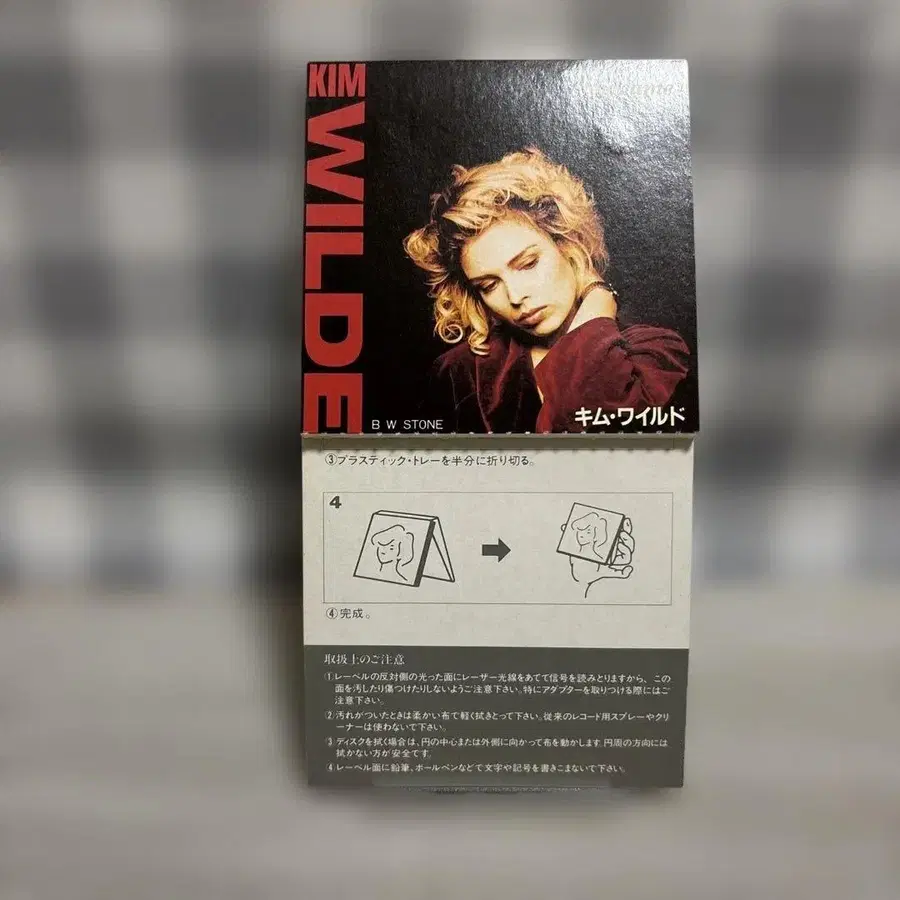 KIM
WILDE
B W STONE
キム・ワイルド
③プラスティック・トレーを半分に折り切る。
4
④完成。
取扱上のご注意
①レーベルの反対側の光った面にレーザー光線をあてて信号を読みとりますから、この
面を汚したり傷つけたりしないようご注意下さい。特にアダプターを取りつける際にはご
注意下さい。
②汚れがついたときは柔かい布で軽く拭きとって下さい。従来のレコード用スプレーやクリ
ーナーは使わないで下さい。
③ディスクを拭く場合は、円の中心または外側に向かって布を動かします。円周の方向には
拭かない方が安全です。
④レーベル面に鉛筆、ボールペンなどで文字や記号を書きこまないで下さい。